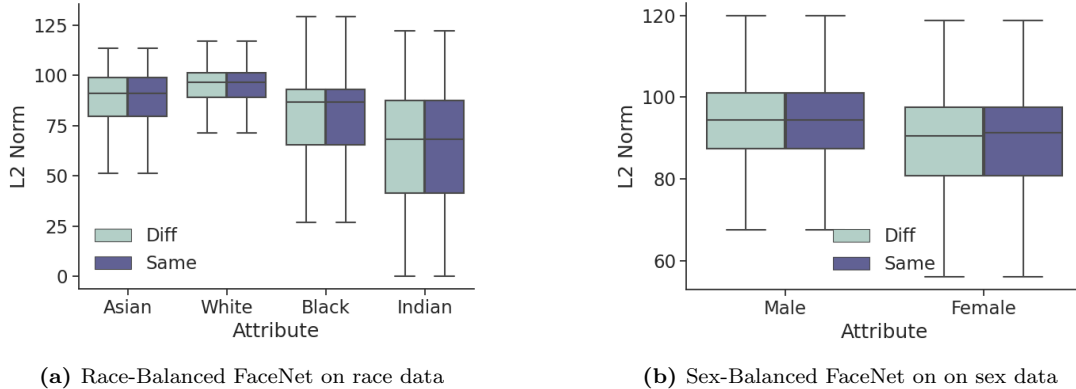 125
100
75
50
25
0
L2 Norm
Diff
Same
Asian White Black Indian
Attribute
(a) Race-Balanced FaceNet on race data
120
100
80
60
L2 Norm
Diff
Same
Male Female
Attribute
(b) Sex-Balanced FaceNet on on sex data